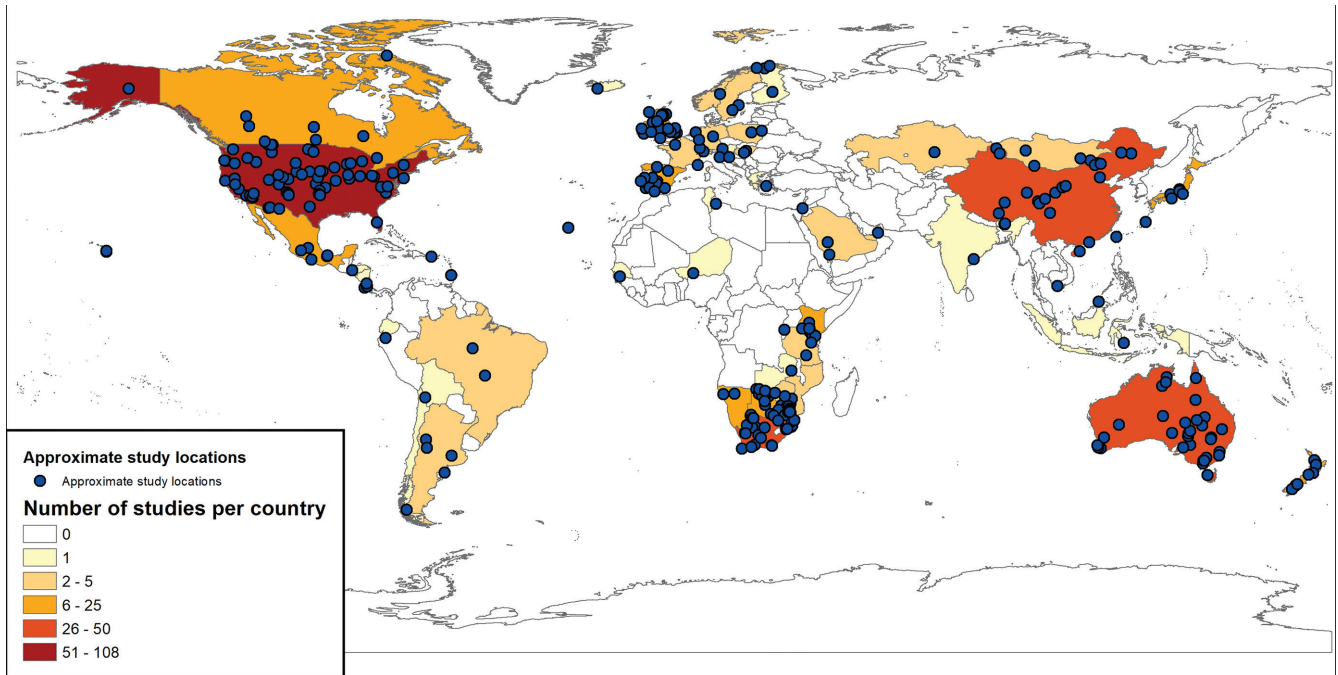 Approximate study locations
Approximate study locations
Number of studies per country
0
1
2 - 5
6 - 25
26 - 50
51 - 108